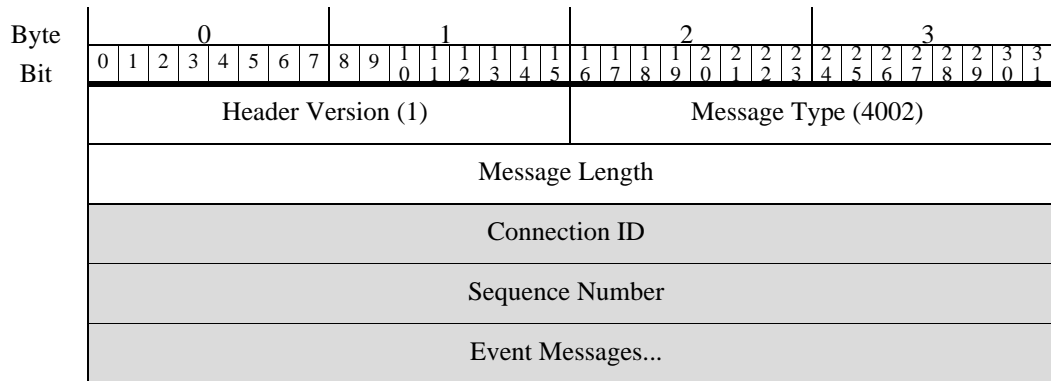 Byte 0 1 2 3
Bit 0 1 2 3 4 5 6 7 8 9 10 11 12 13 14 15 16 17 18 19 20 21 22 23 24 25 26 27 28 29 30 31
Header Version (1) Message Type (4002)
Message Length
Connection ID
Sequence Number
Event Messages...